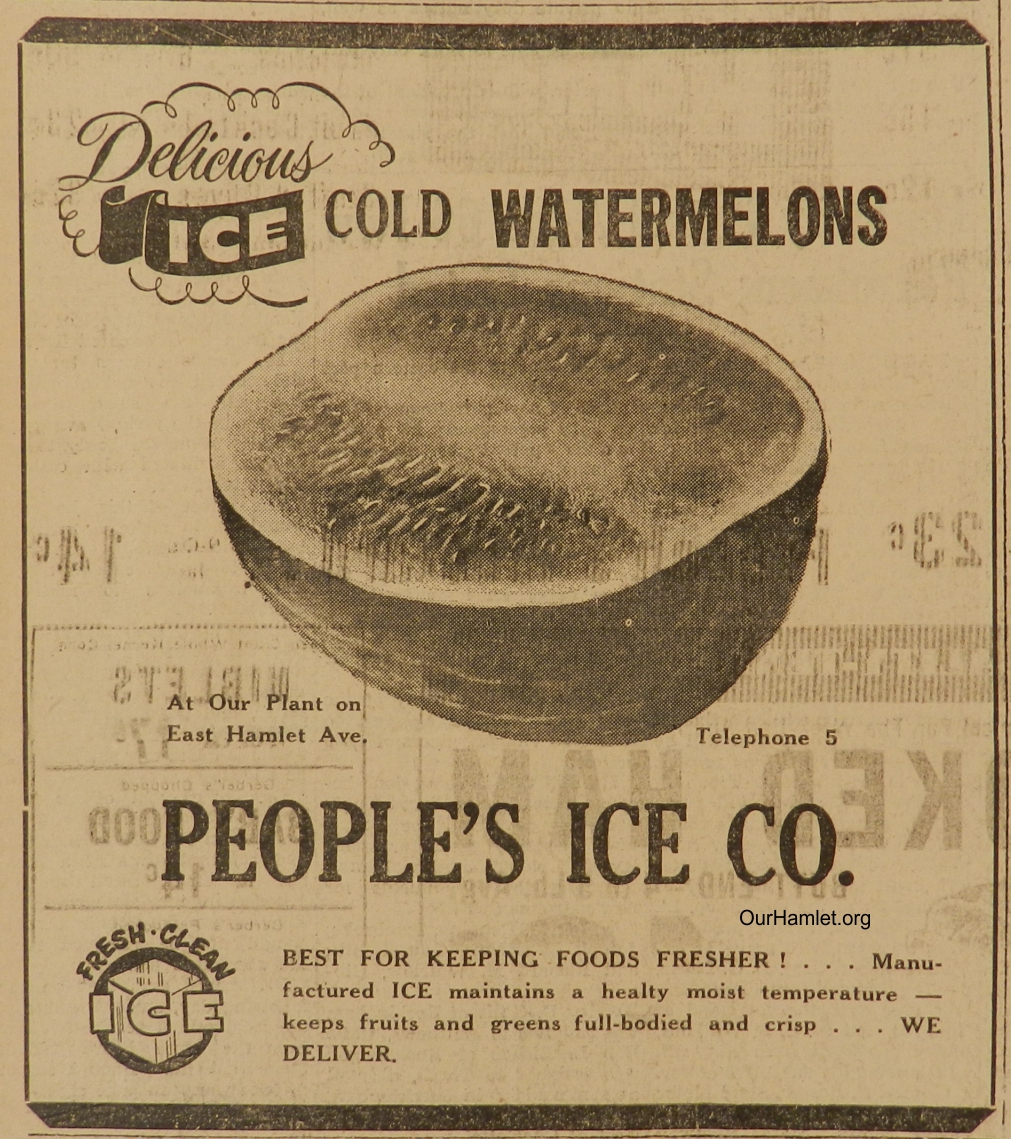 Delicious
ICE COLD WATERMELONS
14c
23c
At Our Plant on
East Hamlet Ave.
Telephone 5
PEOPLE'S ICE CO.
OurHamlet.org
FRESH · CLEAN
ICE
BEST FOR KEEPING FOODS FRESHER ! . . . Manu-
factured ICE maintains a healty moist temperature —
keeps fruits and greens full-bodied and crisp . . . WE
DELIVER.